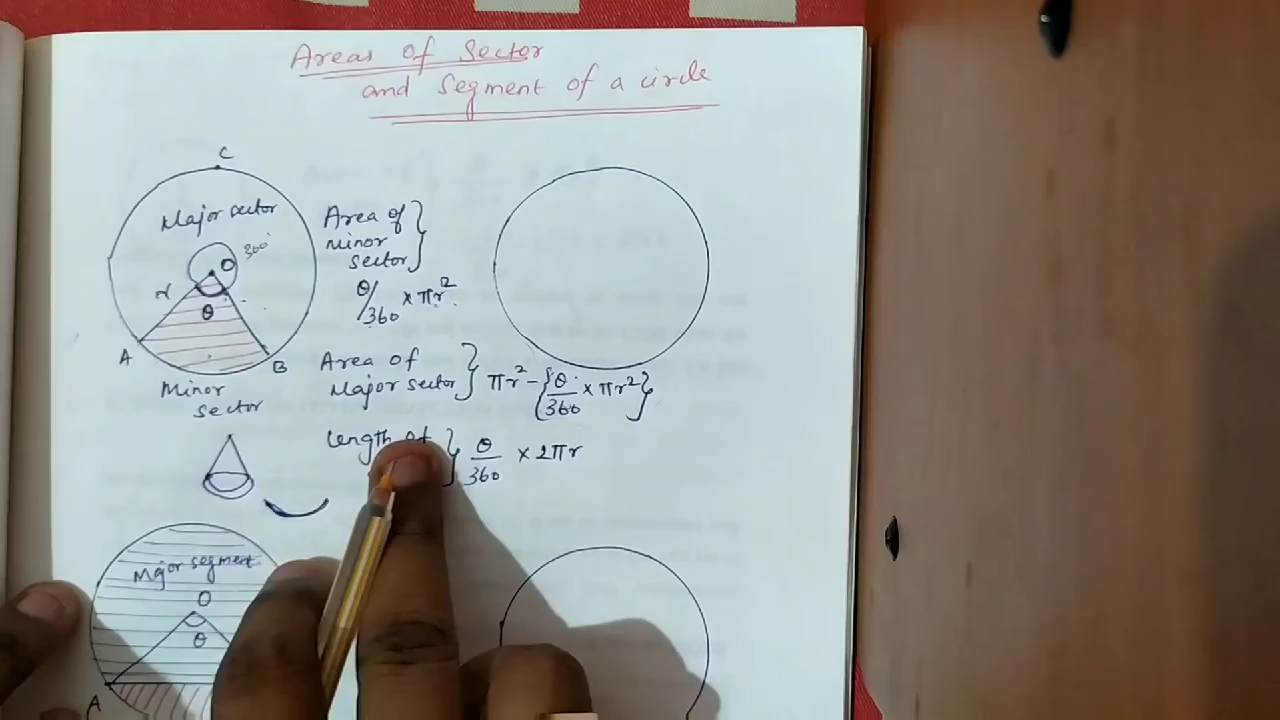 Areas of Sector
and Segment of a circle
C
Major sector
300°
O
r
θ
A
B
Minor
sector
Area of
minor
sector
θ/360 × πr²
Area of
Major sector } πr² - {θ/360 × πr²}
Length of
} θ/360 × 2πr
Major segment
O
θ
A